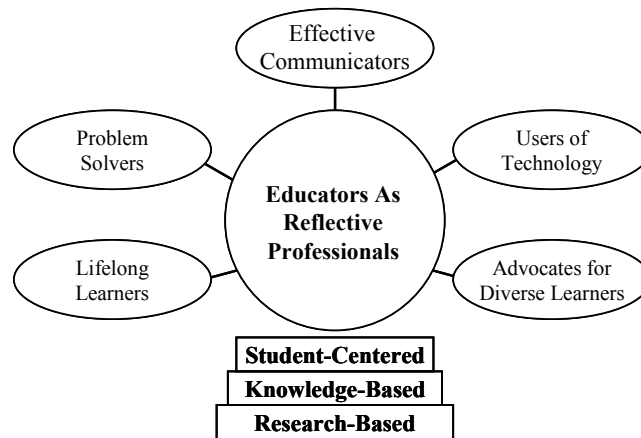 Effective
Communicators
Problem
Solvers
Users of
Technology
Educators As
Reflective
Professionals
Lifelong
Learners
Advocates for
Diverse Learners
Student-Centered
Knowledge-Based
Research-Based